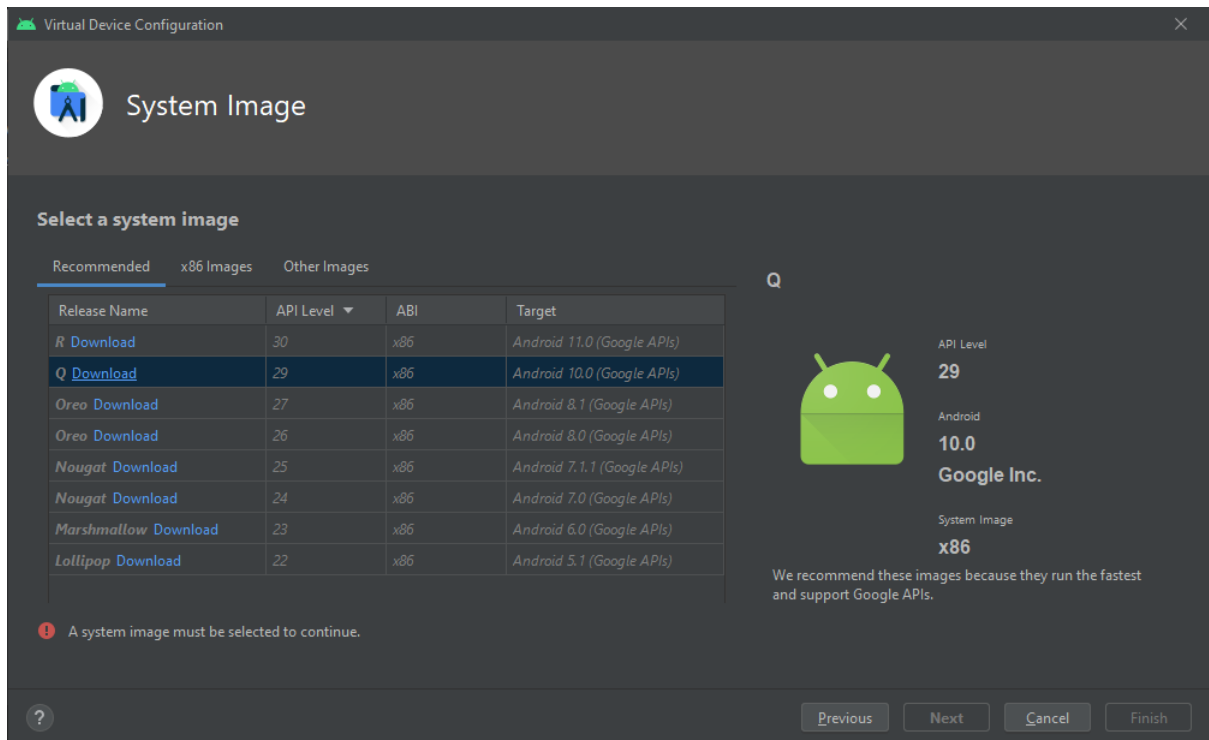 Virtual Device Configuration
System Image
Select a system image
Recommended x86 Images Other Images
Release Name API Level ABI Target
R Download 30 x86 Android 11.0 (Google APIs)
Q Download 29 x86 Android 10.0 (Google APIs)
Oreo Download 27 x86 Android 8.1 (Google APIs)
Oreo Download 26 x86 Android 8.0 (Google APIs)
Nougat Download 25 x86 Android 7.1.1 (Google APIs)
Nougat Download 24 x86 Android 7.0 (Google APIs)
Marshmallow Download 23 x86 Android 6.0 (Google APIs)
Lollipop Download 22 x86 Android 5.1 (Google APIs)
Q
API Level
29
Android
10.0
Google Inc.
System Image
x86
We recommend these images because they run the fastest
and support Google APIs.
A system image must be selected to continue.
? Previous Next Cancel Finish